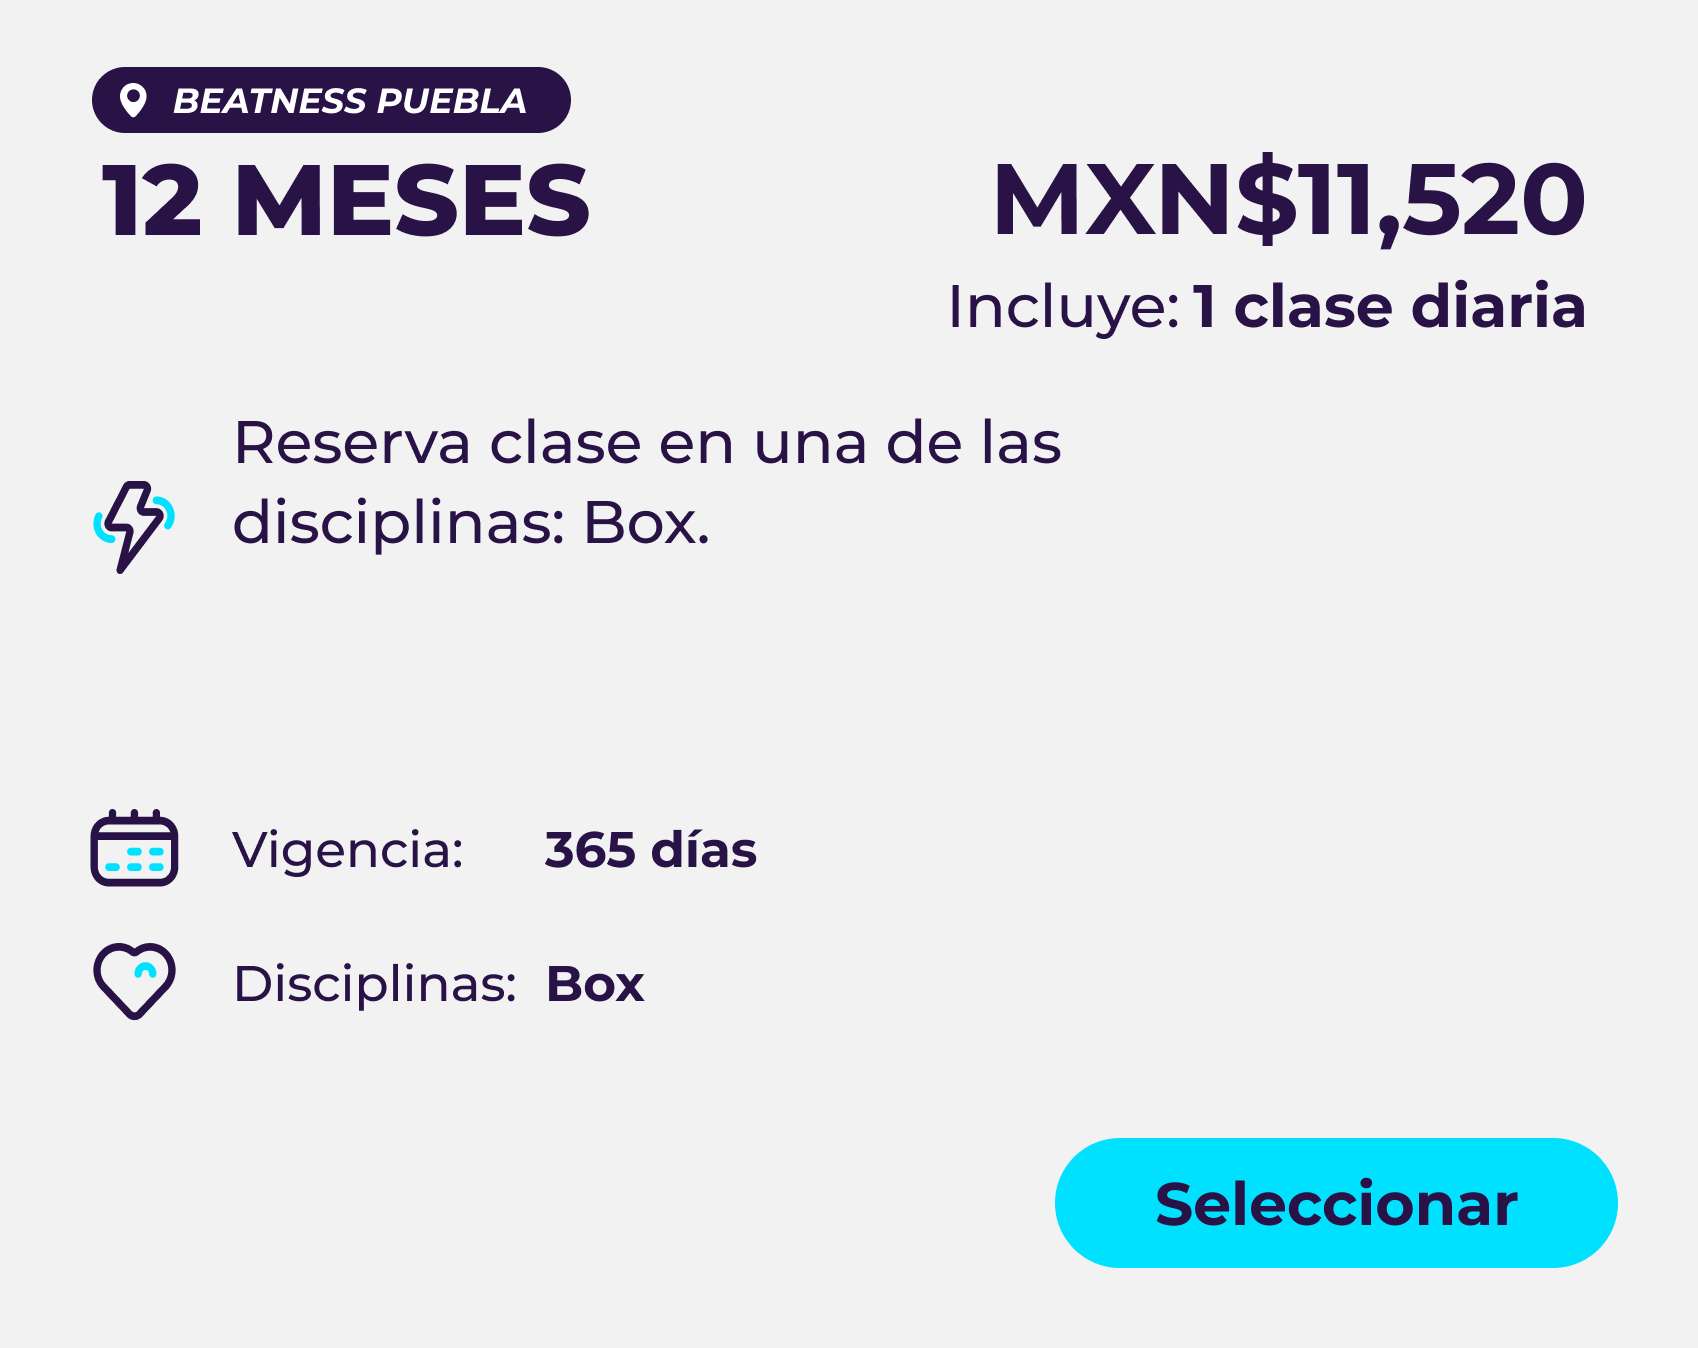 BEATNESS PUEBLA
12 MESES
MXN$11,520
Incluye: 1 clase diaria
Reserva clase en una de las
disciplinas: Box.
Vigencia: 365 días
Disciplinas: Box
Seleccionar